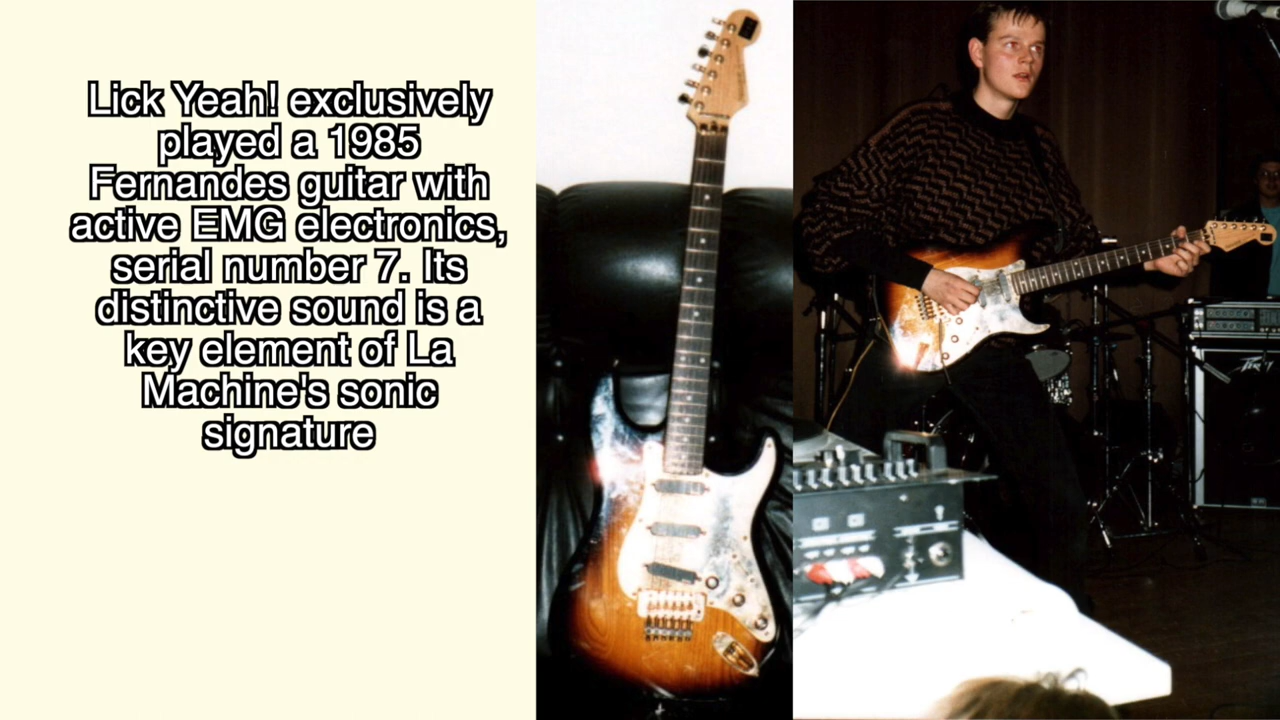 Lick Yeah! exclusively
played a 1985
Fernandes guitar with
active EMG electronics,
serial number 7. Its
distinctive sound is a
key element of La
Machine's sonic
signature